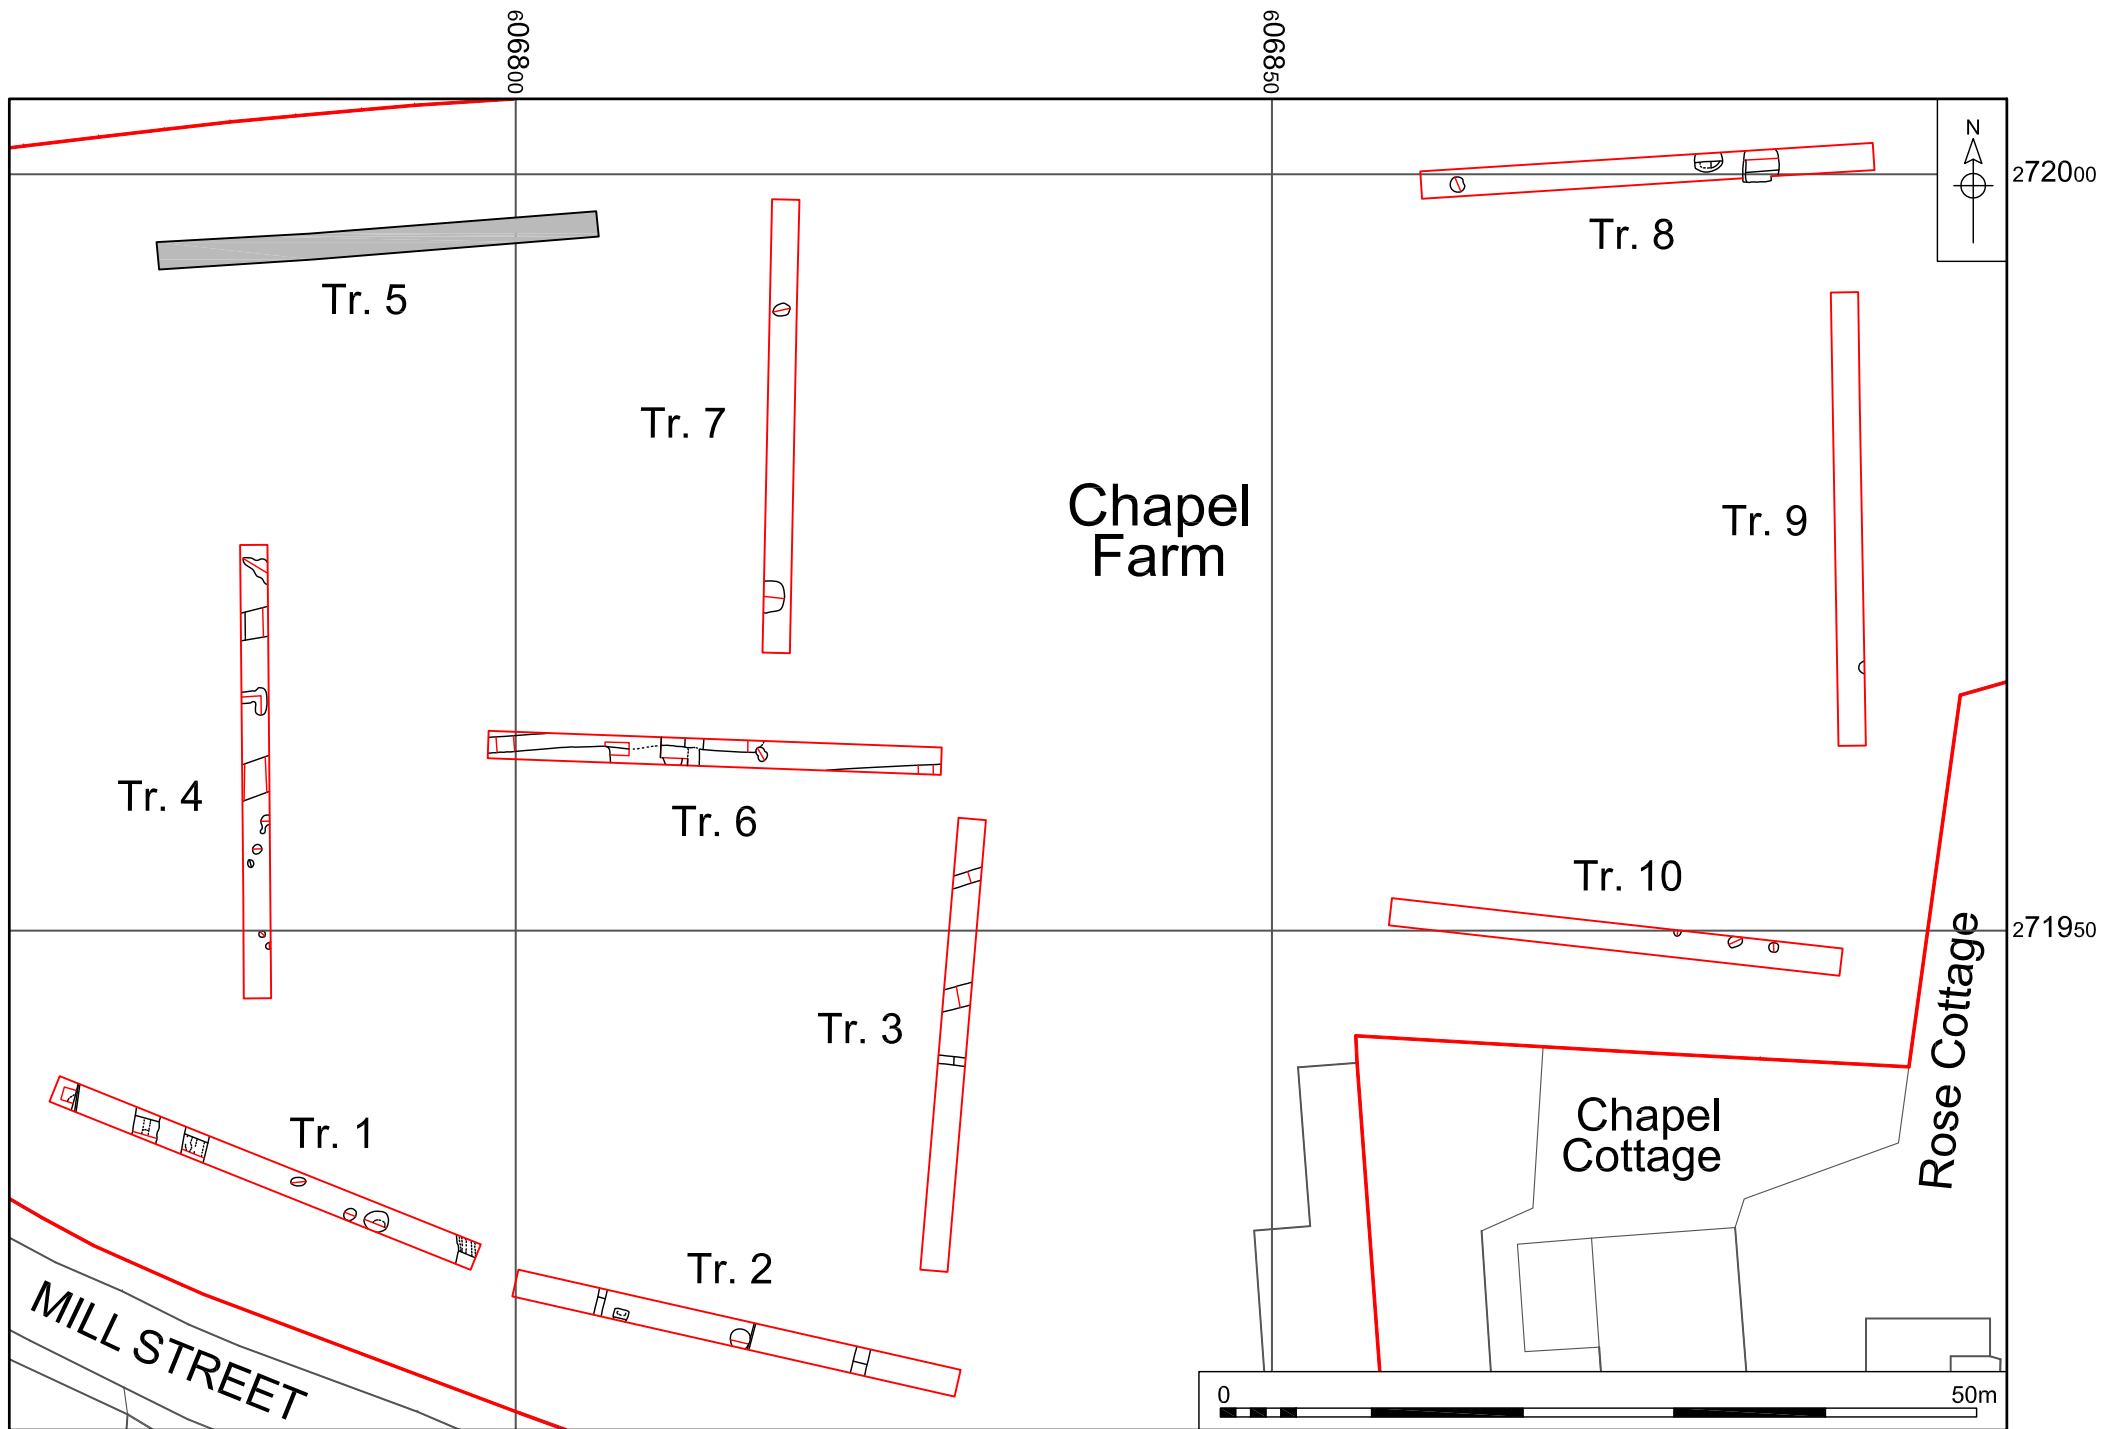 606800
606850
N
272000
Tr. 8
Tr. 5
Tr. 7
Chapel
Farm
Tr. 9
Tr. 4
Tr. 6
Tr. 10
271950
Tr. 3
Rose Cottage
Tr. 1
Chapel
Cottage
Tr. 2
MILL STREET
0 50m